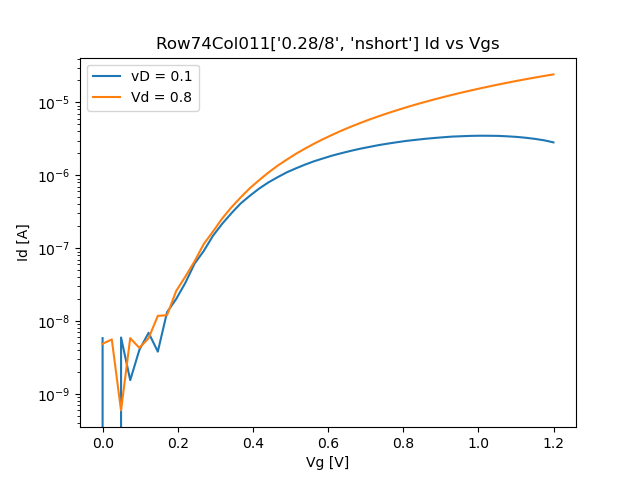 Row74Col011['0.28/8', 'nshort'] Id vs Vgs
vD = 0.1
Vd = 0.8
Id [A]
10⁻⁵
10⁻⁶
10⁻⁷
10⁻⁸
10⁻⁹
0.0 0.2 0.4 0.6 0.8 1.0 1.2
Vg [V]